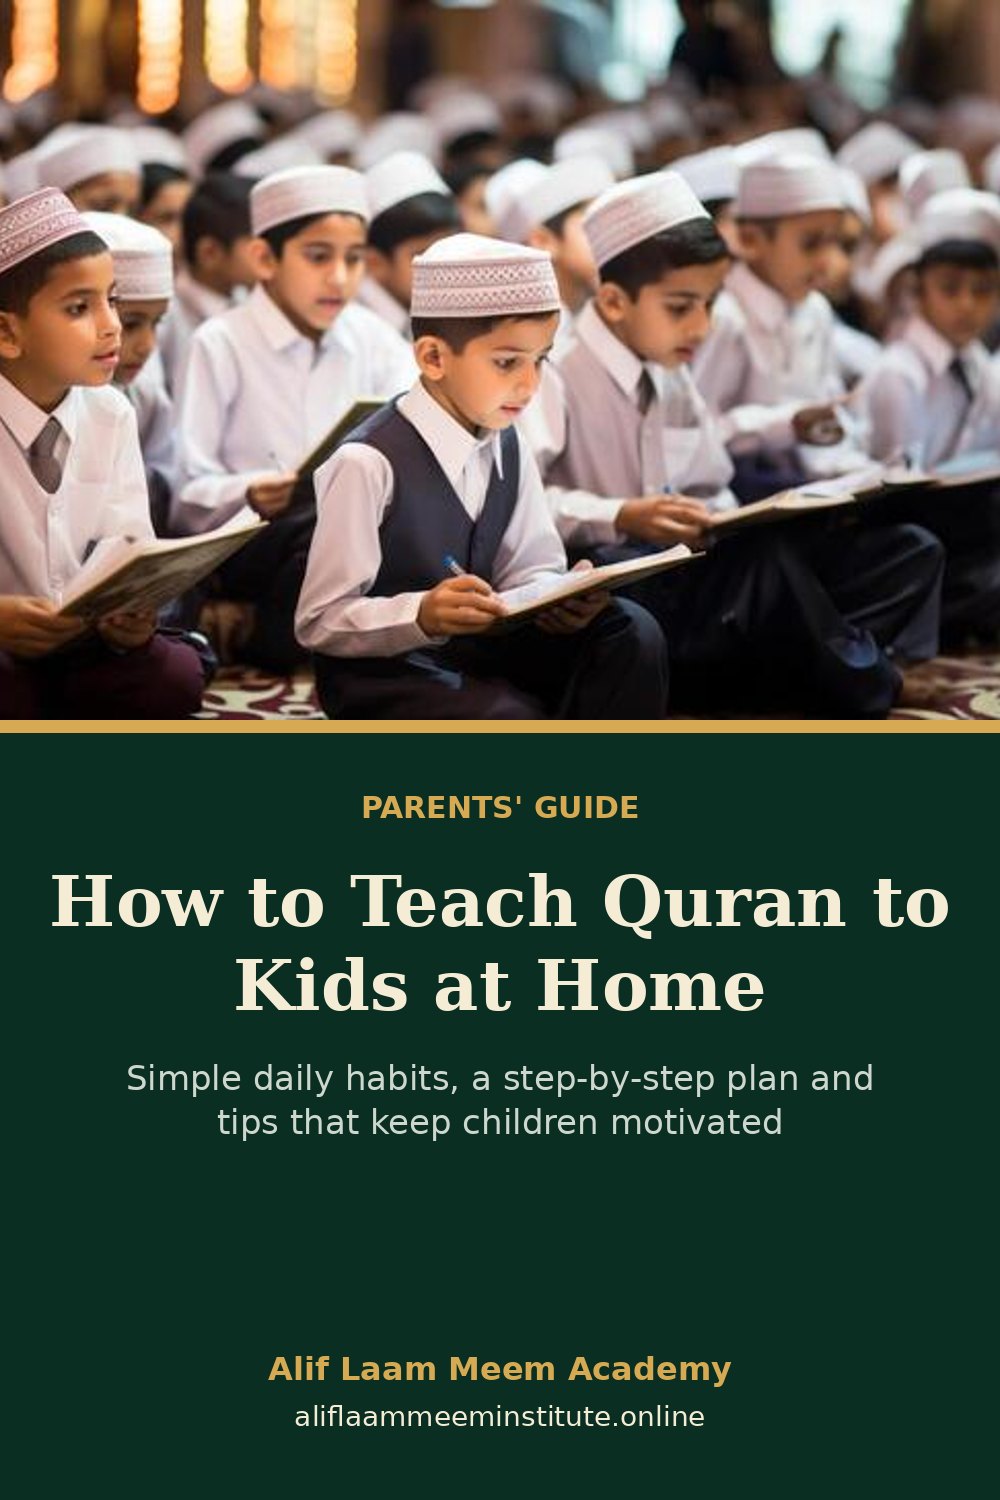 PARENTS' GUIDE
How to Teach Quran to
Kids at Home
Simple daily habits, a step-by-step plan and
tips that keep children motivated
Alif Laam Meem Academy
aliflaammeeminstitute.online